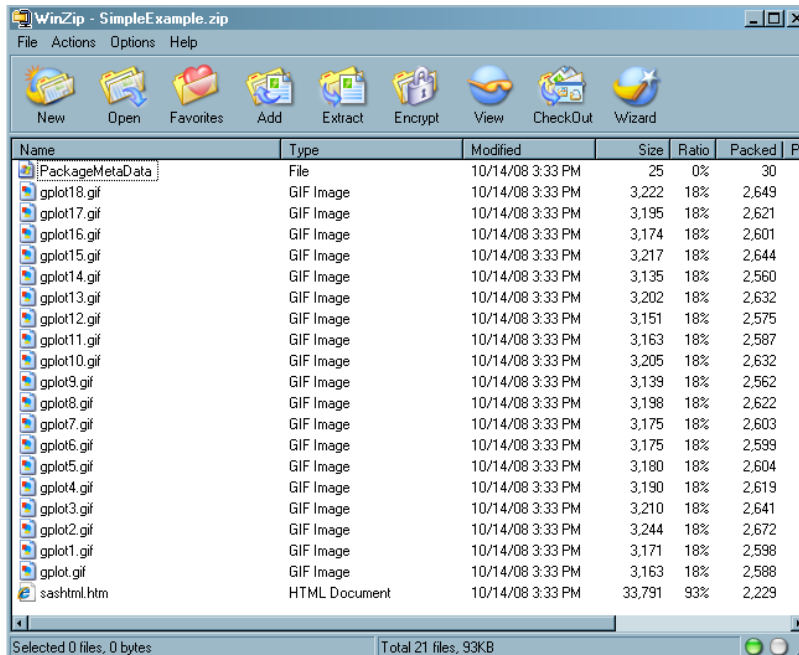 WinZip - SimpleExample.zip
File Actions Options Help
New Open Favorites Add Extract Encrypt View CheckOut Wizard
Name Type Modified Size Ratio Packed P
PackageMetaData File 10/14/08 3:33 PM 25 0% 30
gplot18.gif GIF Image 10/14/08 3:33 PM 3,222 18% 2,649
gplot17.gif GIF Image 10/14/08 3:33 PM 3,195 18% 2,621
gplot16.gif GIF Image 10/14/08 3:33 PM 3,174 18% 2,601
gplot15.gif GIF Image 10/14/08 3:33 PM 3,217 18% 2,644
gplot14.gif GIF Image 10/14/08 3:33 PM 3,135 18% 2,560
gplot13.gif GIF Image 10/14/08 3:33 PM 3,202 18% 2,632
gplot12.gif GIF Image 10/14/08 3:33 PM 3,151 18% 2,575
gplot11.gif GIF Image 10/14/08 3:33 PM 3,163 18% 2,587
gplot10.gif GIF Image 10/14/08 3:33 PM 3,205 18% 2,632
gplot9.gif GIF Image 10/14/08 3:33 PM 3,139 18% 2,562
gplot8.gif GIF Image 10/14/08 3:33 PM 3,198 18% 2,622
gplot7.gif GIF Image 10/14/08 3:33 PM 3,175 18% 2,603
gplot6.gif GIF Image 10/14/08 3:33 PM 3,175 18% 2,599
gplot5.gif GIF Image 10/14/08 3:33 PM 3,180 18% 2,604
gplot4.gif GIF Image 10/14/08 3:33 PM 3,190 18% 2,619
gplot3.gif GIF Image 10/14/08 3:33 PM 3,210 18% 2,641
gplot2.gif GIF Image 10/14/08 3:33 PM 3,244 18% 2,672
gplot1.gif GIF Image 10/14/08 3:33 PM 3,171 18% 2,598
gplot.gif GIF Image 10/14/08 3:33 PM 3,163 18% 2,588
sashtml.htm HTML Document 10/14/08 3:33 PM 33,791 93% 2,229
Selected 0 files, 0 bytes Total 21 files, 93KB